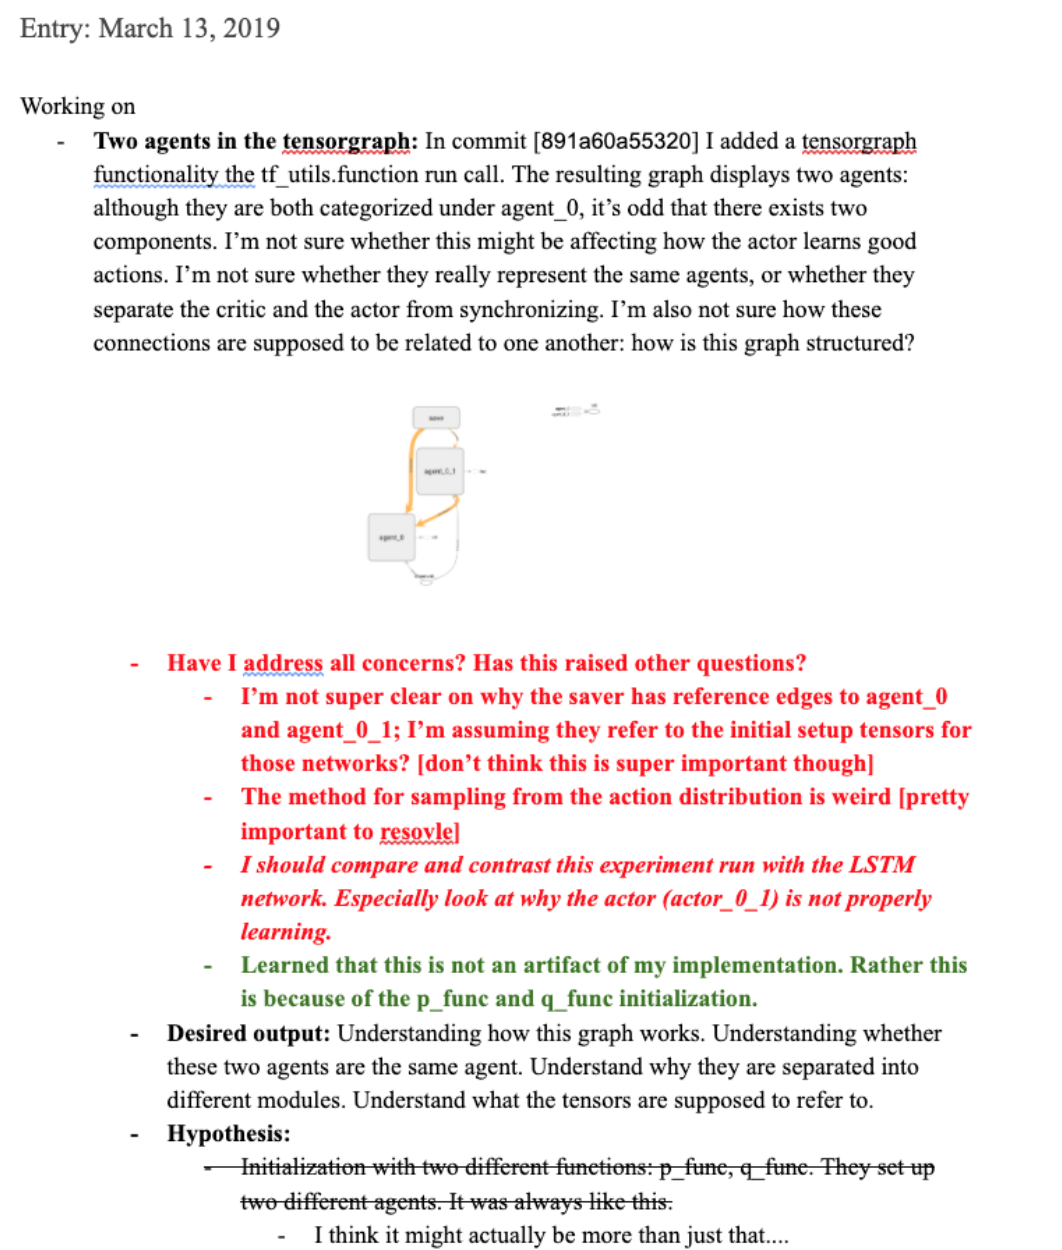 Entry: March 13, 2019
Working on
- Two agents in the tensorgraph: In commit [891a60a55320] I added a tensorgraph
functionality the tf_utils.function run call. The resulting graph displays two agents:
although they are both categorized under agent_0, it's odd that there exists two
components. I'm not sure whether this might be affecting how the actor learns good
actions. I'm not sure whether they really represent the same agents, or whether they
separate the critic and the actor from synchronizing. I'm also not sure how these
connections are supposed to be related to one another: how is this graph structured?
agent_0_1
agent_0
- Have I address all concerns? Has this raised other questions?
- I'm not super clear on why the saver has reference edges to agent_0
and agent_0_1; I'm assuming they refer to the initial setup tensors for
those networks? [don't think this is super important though]
- The method for sampling from the action distribution is weird [pretty
important to resovle]
- I should compare and contrast this experiment run with the LSTM
network. Especially look at why the actor (actor_0_1) is not properly
learning.
- Learned that this is not an artifact of my implementation. Rather this
is because of the p_func and q_func initialization.
- Desired output: Understanding how this graph works. Understanding whether
these two agents are the same agent. Understand why they are separated into
different modules. Understand what the tensors are supposed to refer to.
- Hypothesis:
- Initialization with two different functions: p_func, q_func. They set up
two different agents. It was always like this.
- I think it might actually be more than just that....